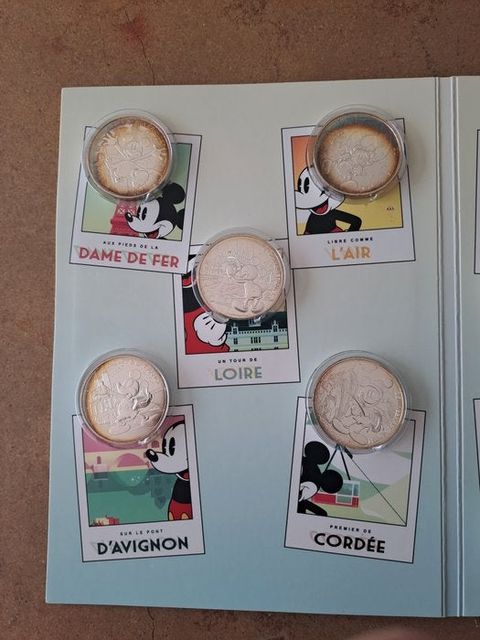 AUX PIEDS DE LA
DAME DE FER
LIBRE COMME
L'AIR
UN TOUR DE
LOIRE
SUR LE PONT
D'AVIGNON
PREMIER DE
CORDÉE